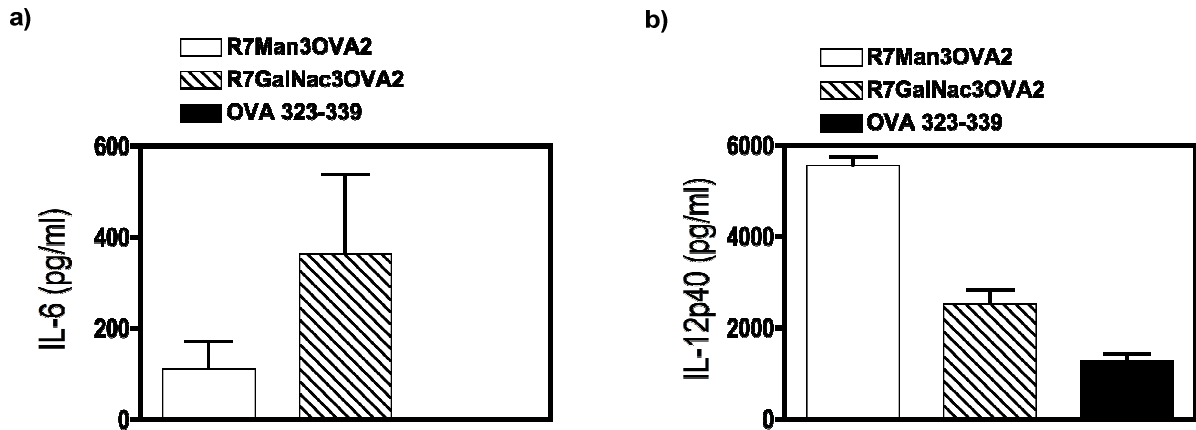 a)
R7Man3OVA2
R7GalNac3OVA2
OVA 323-339
600
400
200
0
IL-6 (pg/ml)
b)
R7Man3OVA2
R7GalNac3OVA2
OVA 323-339
6000
4000
2000
0
IL-12p40 (pg/ml)